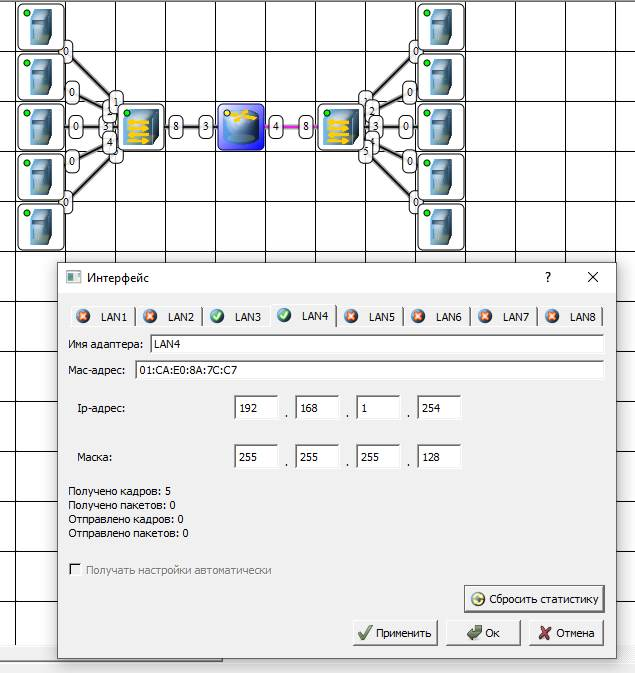 0
0
1
0
2
0
0
3
8
3
4
8
3
0
4
4
0
0
5
0
0
Интерфейс
?
LAN1 LAN2 LAN3 LAN4 LAN5 LAN6 LAN7 LAN8
Имя адаптера: LAN4
Mac-адрес: 01:CA:E0:8A:7C:C7
Ip-адрес: 192 . 168 . 1 . 254
Маска: 255 . 255 . 255 . 128
Получено кадров: 5
Получено пакетов: 0
Отправлено кадров: 0
Отправлено пакетов: 0
Получать настройки автоматически
Сбросить статистику
Применить Ок Отмена